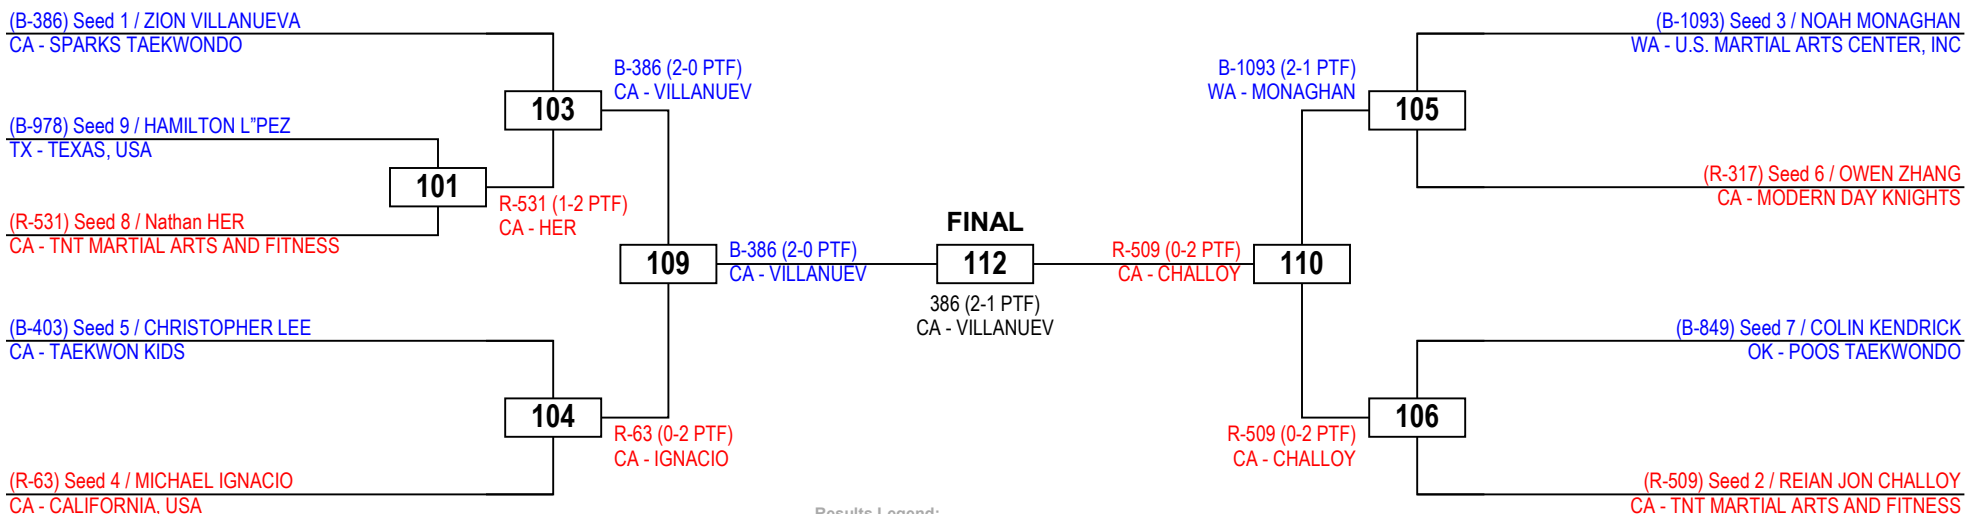 (B-386) Seed 1 / ZION VILLANUEVA
CA - SPARKS TAEKWONDO
B-386 (2-0 PTF)
CA - VILLANUEV
103
(B-978) Seed 9 / HAMILTON L"PEZ
TX - TEXAS, USA
101
R-531 (1-2 PTF)
CA - HER
(R-531) Seed 8 / Nathan HER
CA - TNT MARTIAL ARTS AND FITNESS
109
B-386 (2-0 PTF)
CA - VILLANUEV
(B-403) Seed 5 / CHRISTOPHER LEE
CA - TAEKWON KIDS
104
R-63 (0-2 PTF)
CA - IGNACIO
(R-63) Seed 4 / MICHAEL IGNACIO
CA - CALIFORNIA, USA
FINAL
112
386 (2-1 PTF)
CA - VILLANUEV
(B-1093) Seed 3 / NOAH MONAGHAN
WA - U.S. MARTIAL ARTS CENTER, INC
B-1093 (2-1 PTF)
WA - MONAGHAN
105
(R-317) Seed 6 / OWEN ZHANG
CA - MODERN DAY KNIGHTS
R-509 (0-2 PTF)
CA - CHALLOY
110
(B-849) Seed 7 / COLIN KENDRICK
OK - POOS TAEKWONDO
106
R-509 (0-2 PTF)
CA - CHALLOY
(R-509) Seed 2 / REIAN JON CHALLOY
CA - TNT MARTIAL ARTS AND FITNESS
Results Legend: